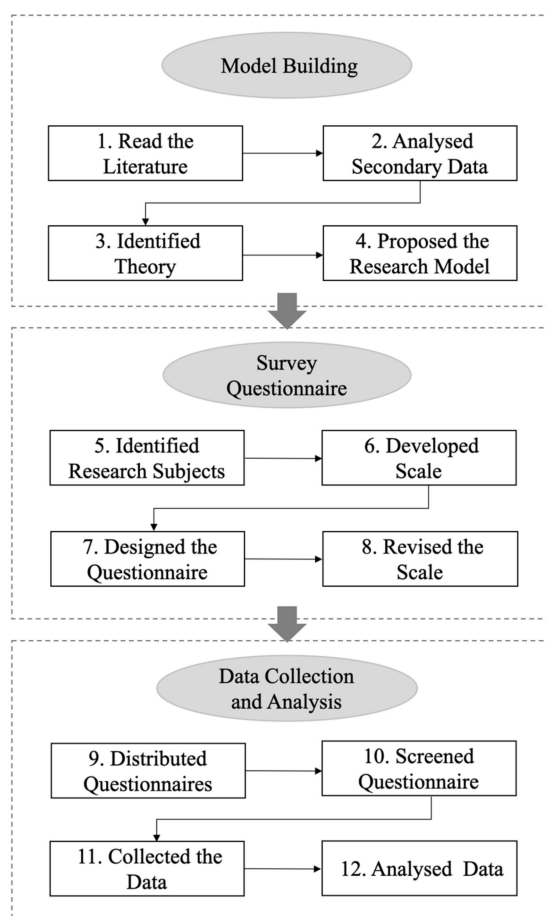 Model Building
1. Read the
Literature
2. Analysed
Secondary Data
3. Identified
Theory
4. Proposed the
Research Model
Survey
Questionnaire
5. Identified
Research Subjects
6. Developed
Scale
7. Designed the
Questionnaire
8. Revised the
Scale
Data Collection
and Analysis
9. Distributed
Questionnaires
10. Screened
Questionnaire
11. Collected the
Data
12. Analysed Data